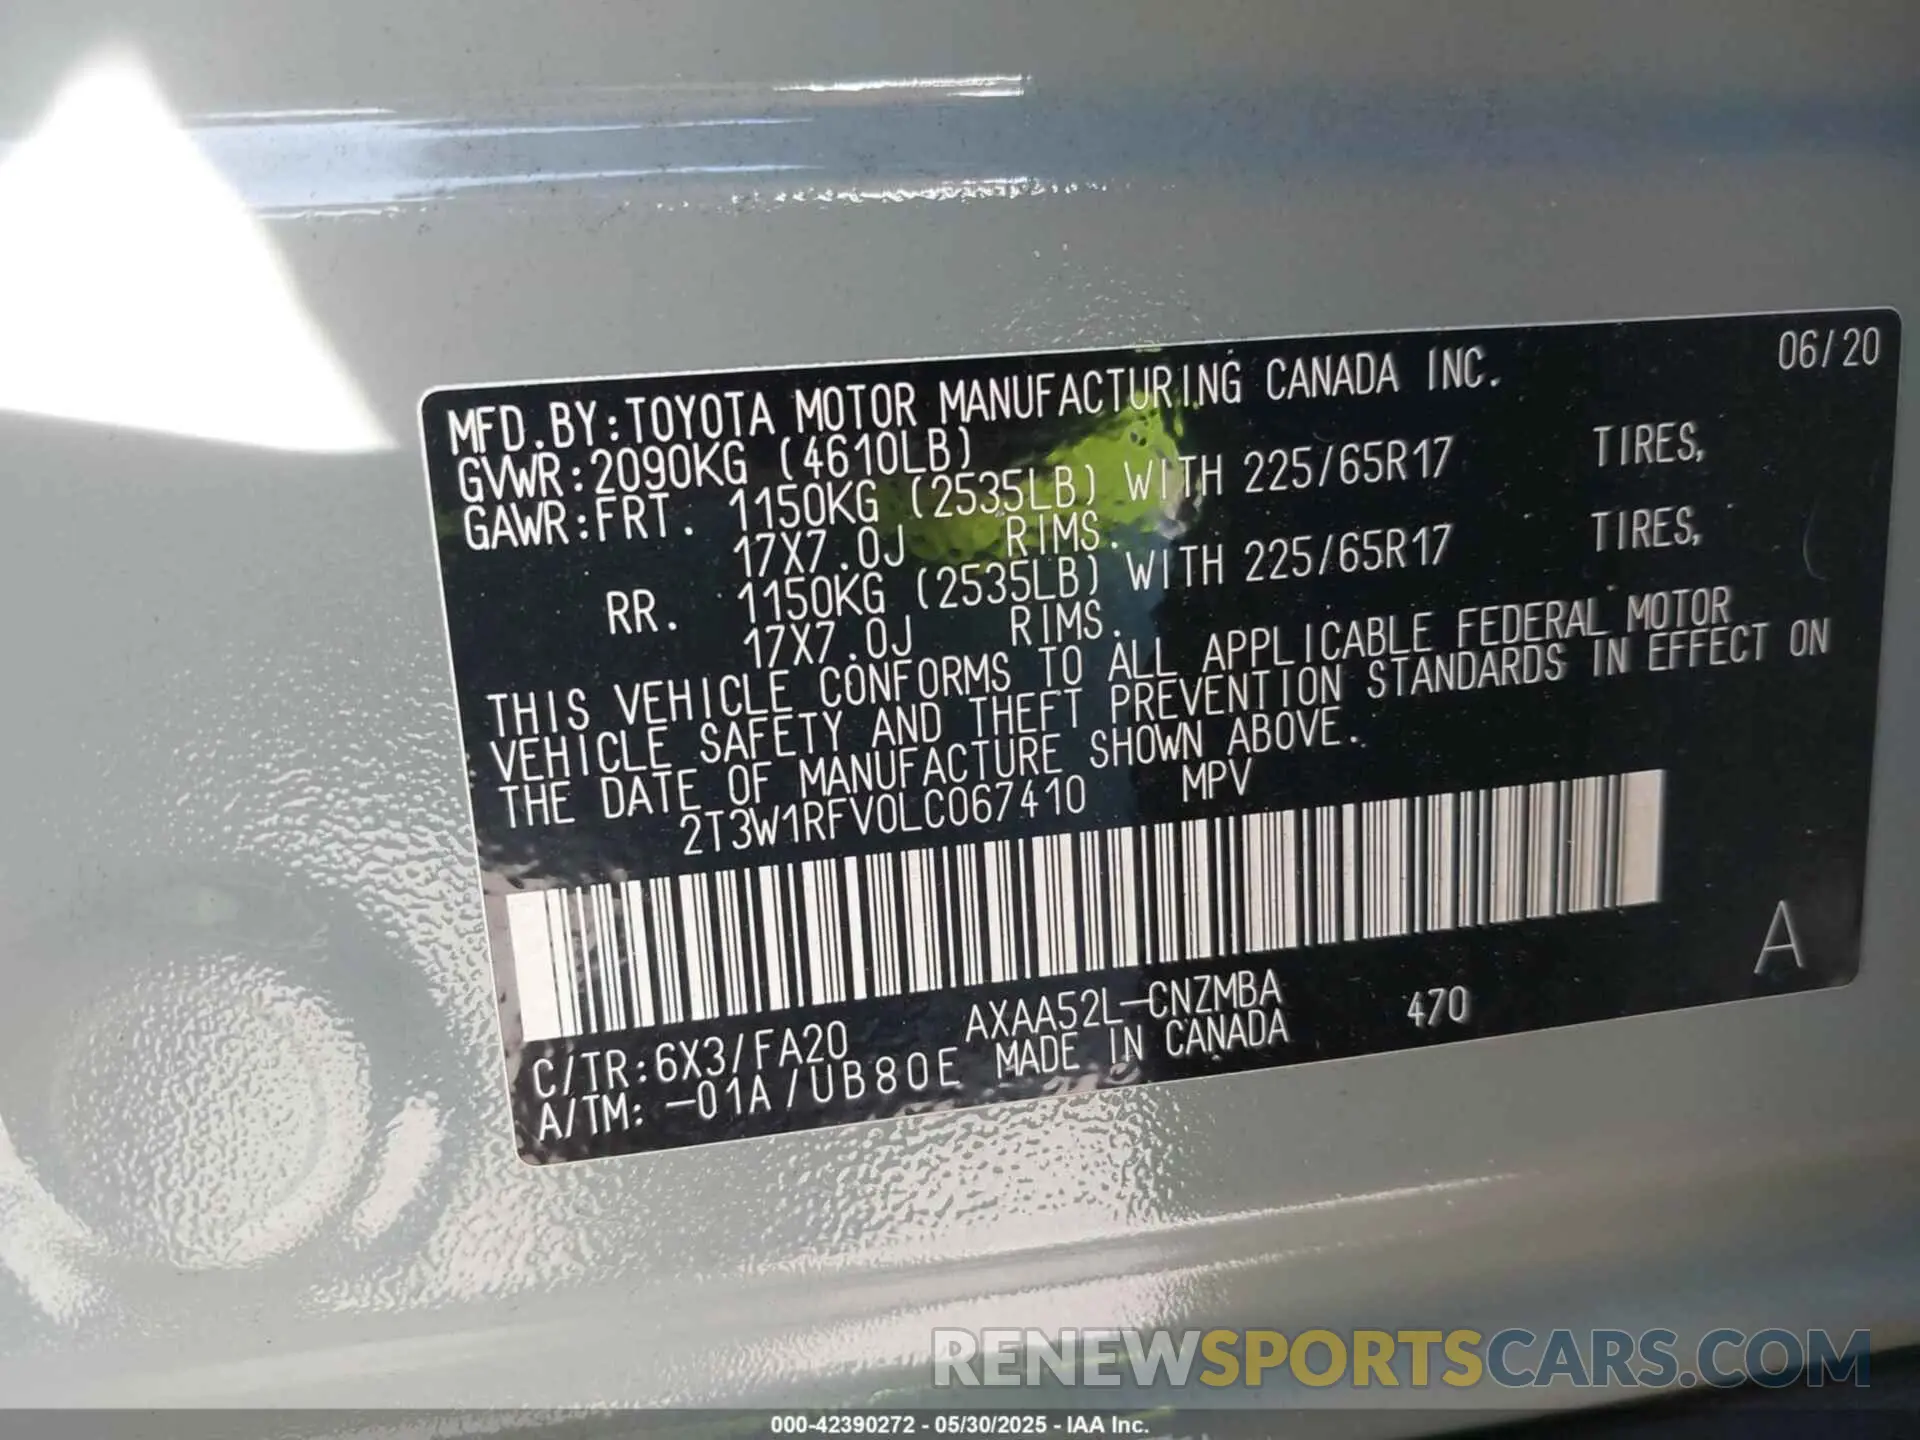 06/20
MFD.BY:TOYOTA MOTOR MANUFACTURING CANADA INC.
GVWR:2090KG (4610LB)
GAWR:FRT. 1150KG (2535LB) WITH 225/65R17 TIRES,
17X7.0J RIMS.
RR. 1150KG (2535LB) WITH 225/65R17 TIRES,
17X7.0J RIMS.
THIS VEHICLE CONFORMS TO ALL APPLICABLE FEDERAL MOTOR
VEHICLE SAFETY AND THEFT PREVENTION STANDARDS IN EFFECT ON
THE DATE OF MANUFACTURE SHOWN ABOVE.
2T3W1RFV0LC067410 MPV
A
C/TR:6X3/FA20 AXAA52L-CNZMBA 470
A/TM:-01A/UB80E MADE IN CANADA
RENEWSPORTSCARS.COM
000-42390272 - 05/30/2025 - IAA Inc.